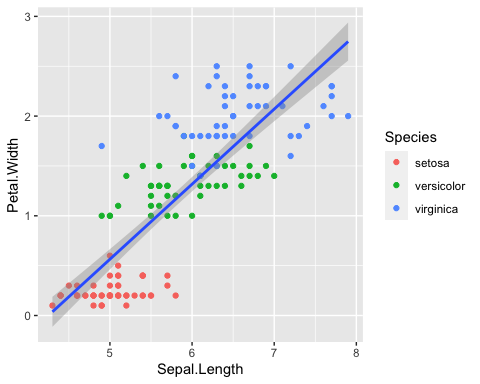 3
2
1
0
Petal.Width
5
6
7
8
Sepal.Length
Species
setosa
versicolor
virginica